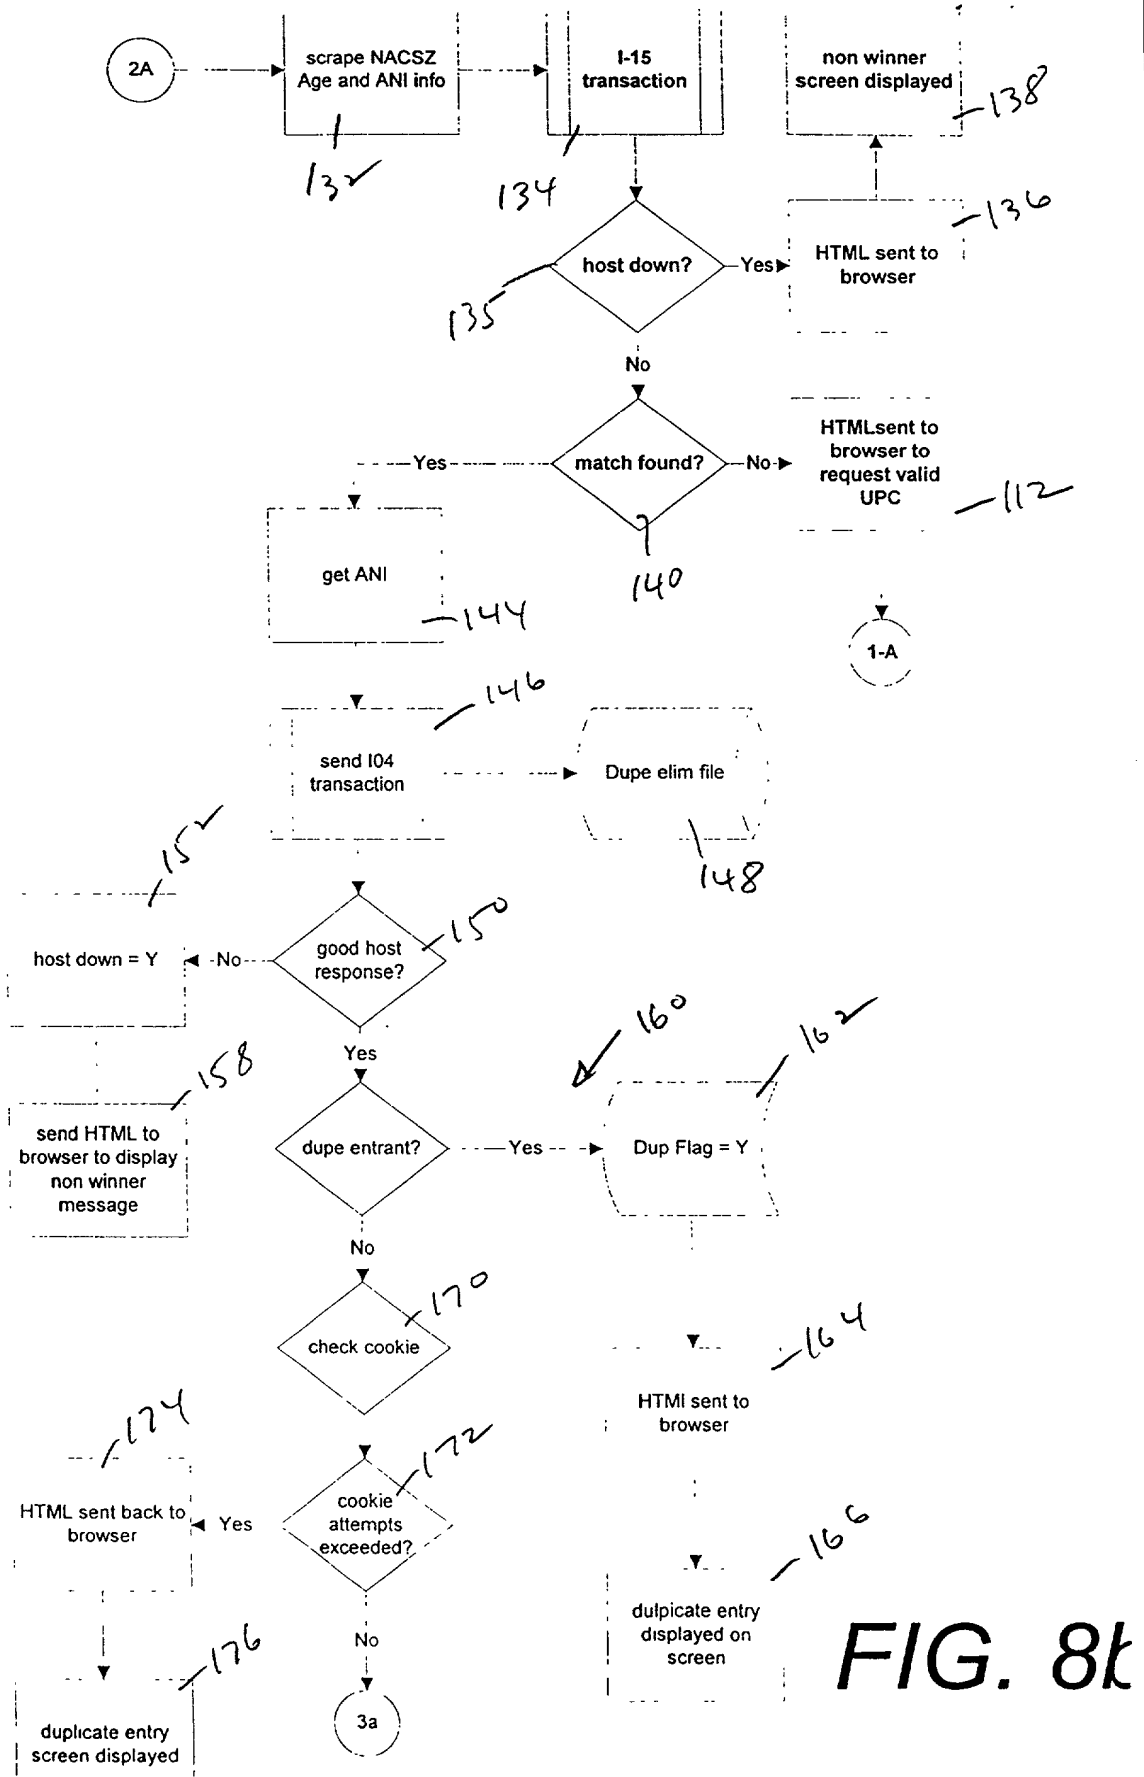 2A
scrape NACSZ
Age and ANI info
132
I-15
transaction
134
non winner
screen displayed
138
host down?
135
Yes
HTML sent to
browser
136
No
match found?
140
Yes
No
HTMLsent to
browser to
request valid
UPC
112
1-A
get ANI
144
send I04
transaction
146
Dupe elim file
148
good host
response?
150
No
host down = Y
152
send HTML to
browser to display
non winner
message
158
Yes
dupe entrant?
160
Yes
Dup Flag = Y
162
No
check cookie
170
HTMl sent to
browser
164
cookie
attempts
exceeded?
172
Yes
HTML sent back to
browser
174
dulpicate entry
displayed on
screen
166
No
3a
duplicate entry
screen displayed
176
FIG. 8b